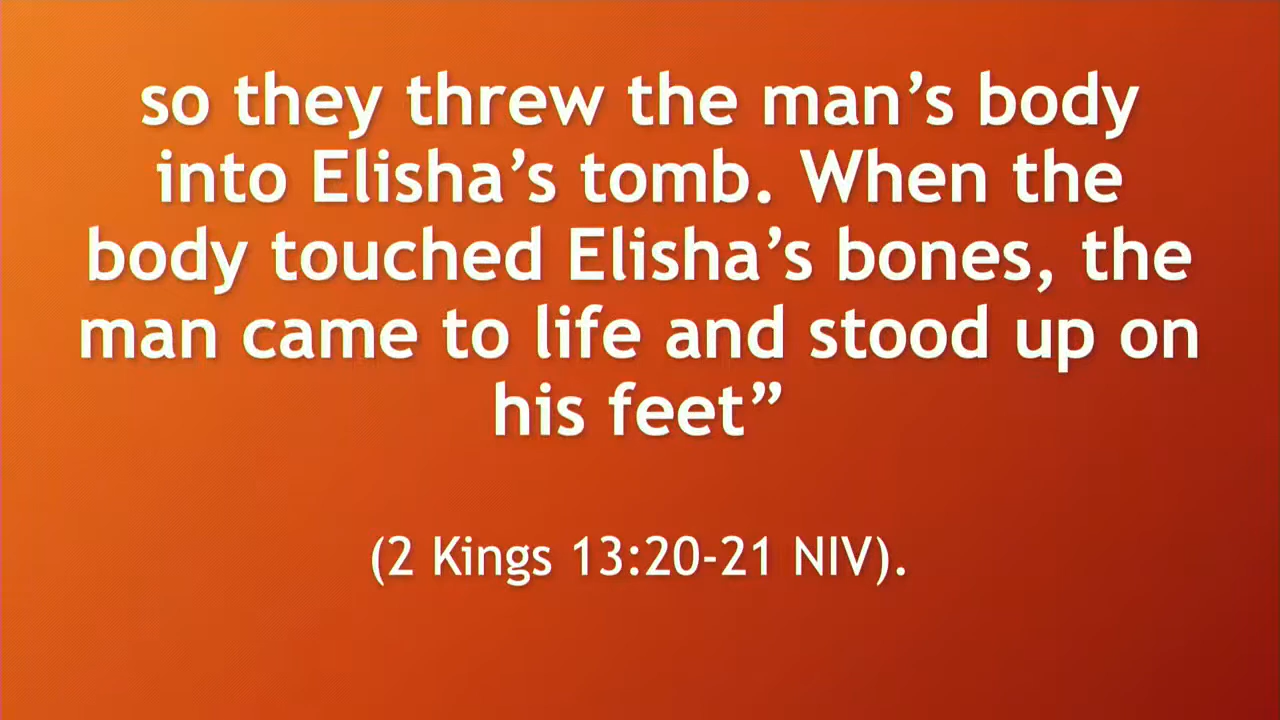 so they threw the man’s body
into Elisha’s tomb. When the
body touched Elisha’s bones, the
man came to life and stood up on
his feet”
(2 Kings 13:20-21 NIV).